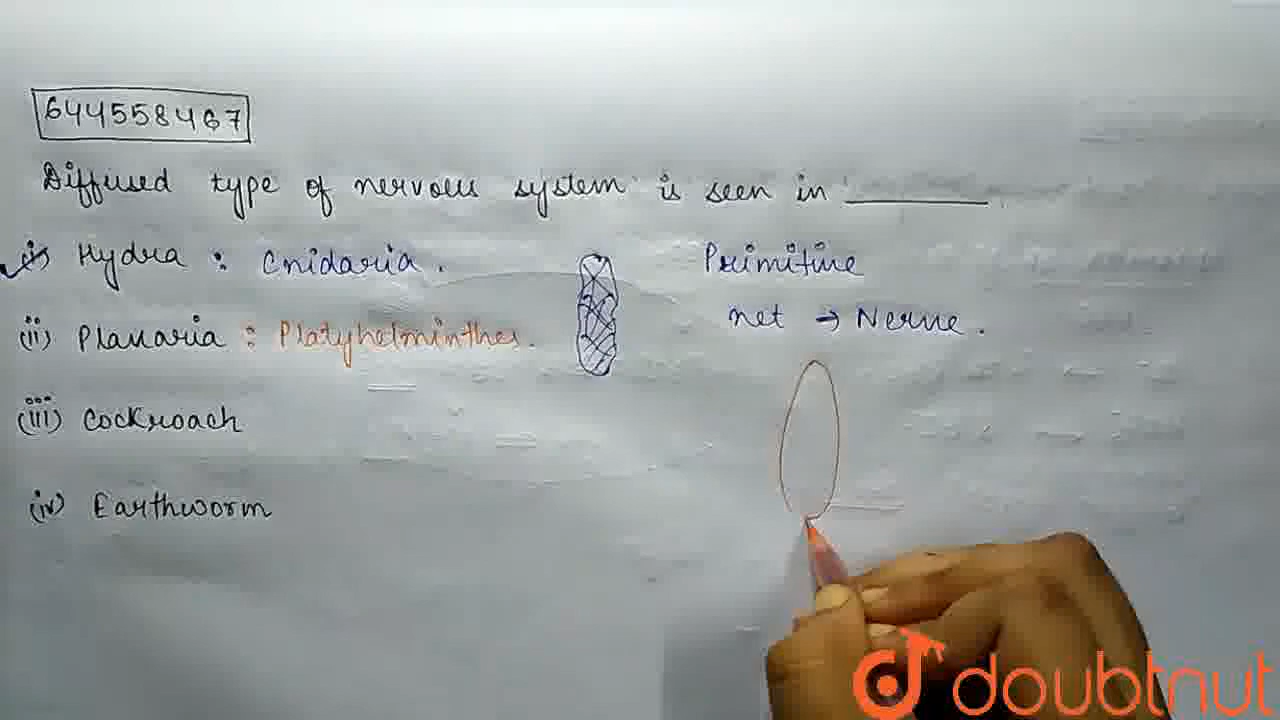 644558467
Diffused type of nervous system is seen in ________
(i) Hydra : Cnidaria.
Primitive
net → Nerve.
(ii) Planaria : Platyhelminthes.
(iii) Cockroach
(iv) Earthworm
doubtnut